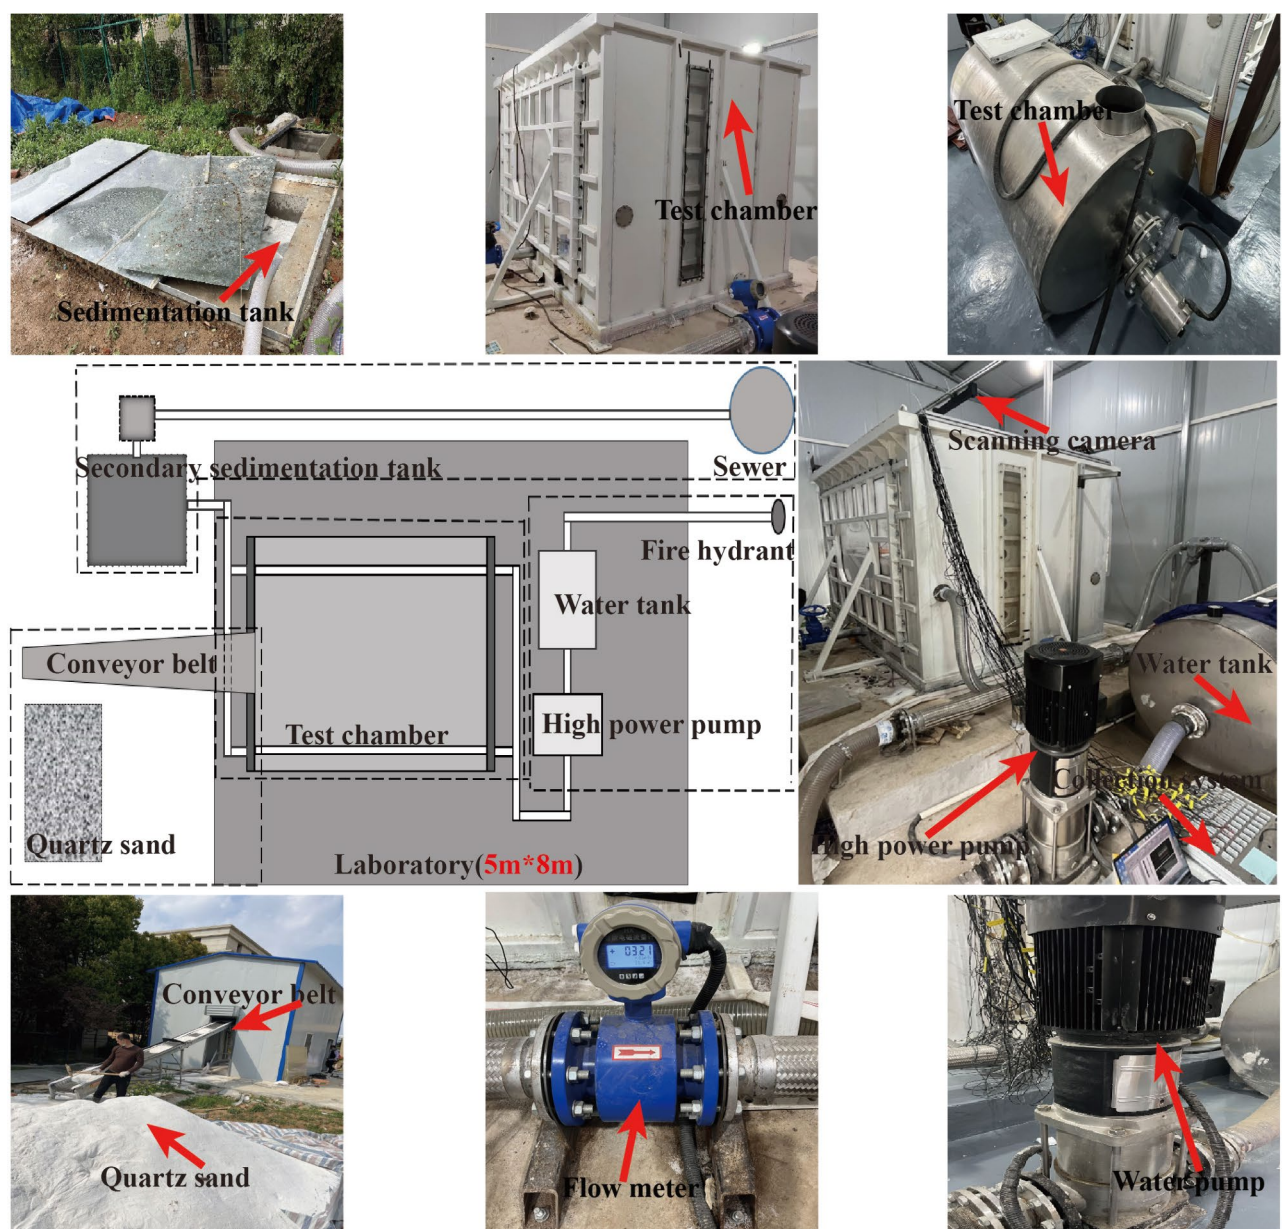 Test chamber
Test chamber
Sedimentation tank
Scanning camera
Secondary sedimentation tank
Sewer
Fire hydrant
Water tank
Conveyor belt
Water tank
High power pump
Test chamber
Collection system
Quartz sand
High power pump
Laboratory(5m*8m)
Conveyor belt
0321
Quartz sand
Flow meter
Water pump